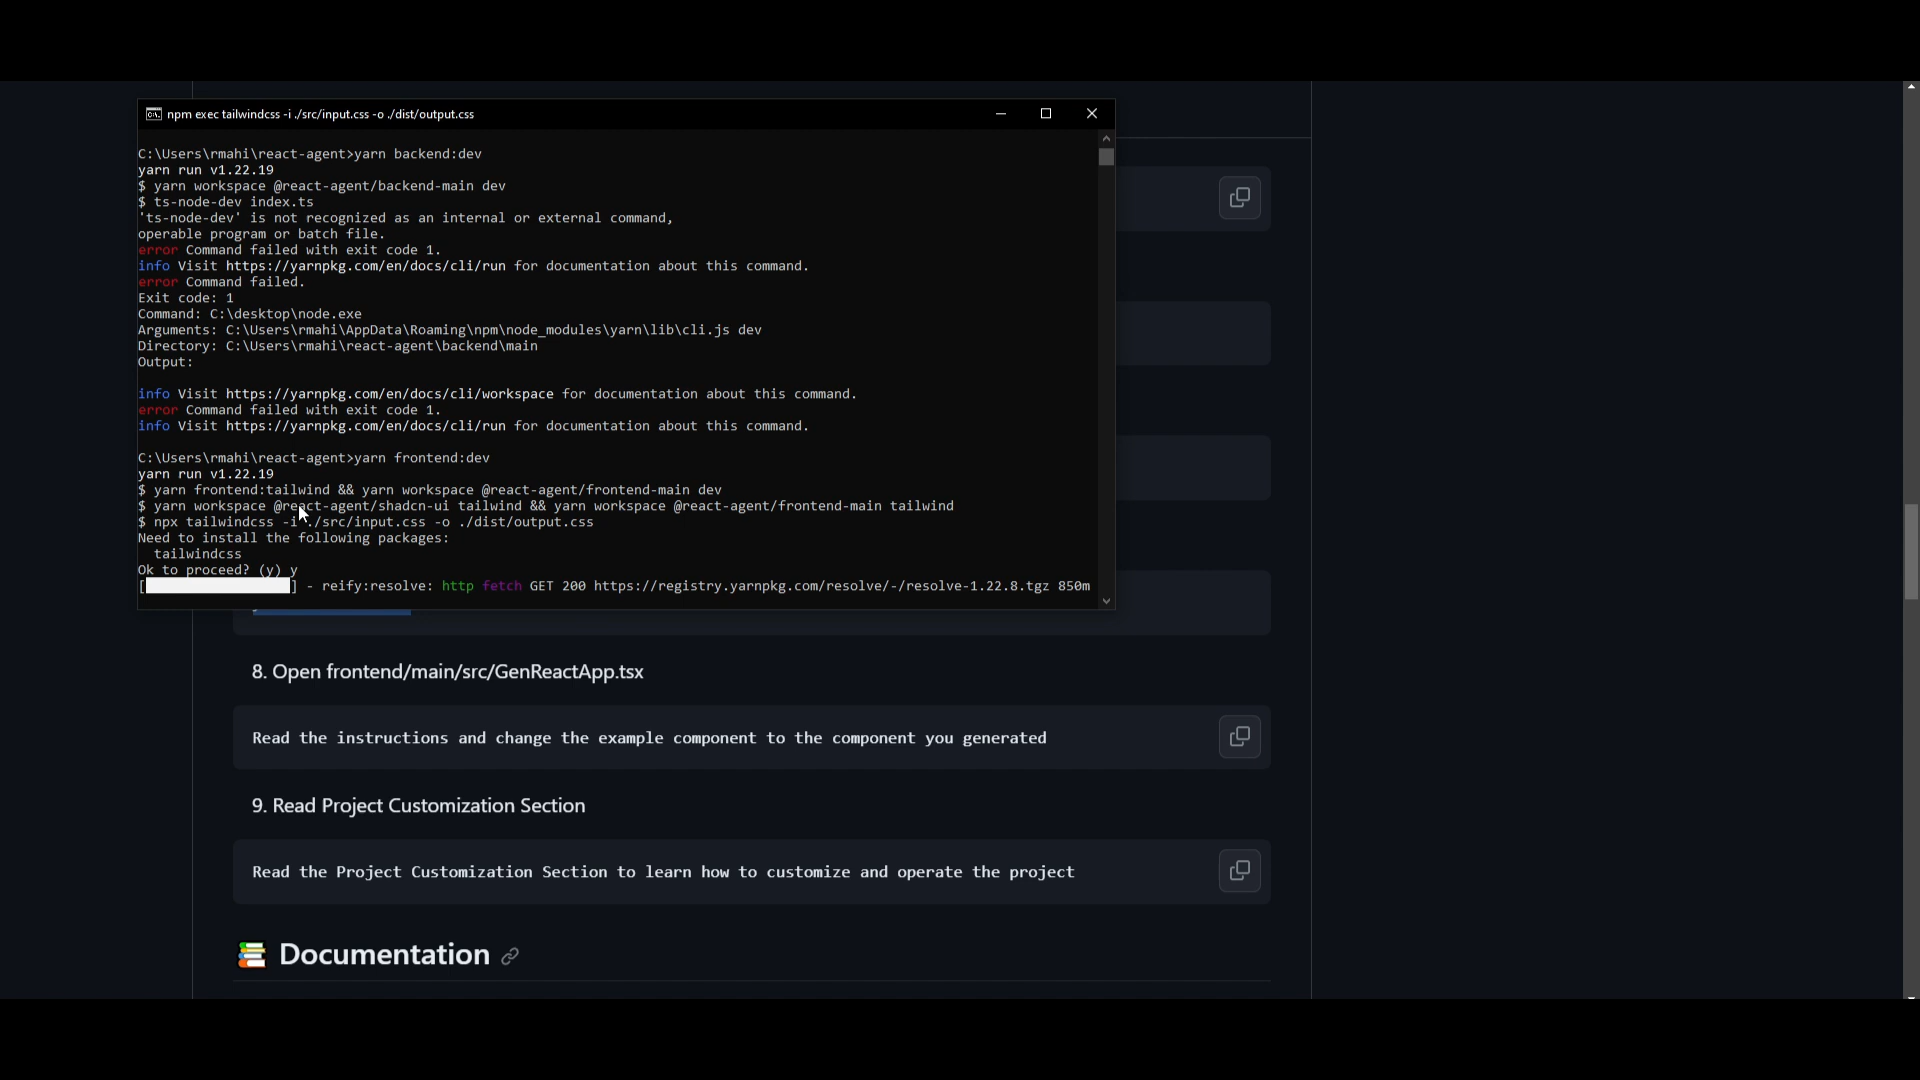 npm exec tailwindcss -i ./src/input.css -o ./dist/output.css
C:\Users\rmahi\react-agent>yarn backend:dev
yarn run v1.22.19
$ yarn workspace @react-agent/backend-main dev
$ ts-node-dev index.ts
'ts-node-dev' is not recognized as an internal or external command,
operable program or batch file.
error Command failed with exit code 1.
info Visit https://yarnpkg.com/en/docs/cli/run for documentation about this command.
error Command failed.
Exit code: 1
Command: C:\desktop\node.exe
Arguments: C:\Users\rmahi\AppData\Roaming\npm\node_modules\yarn\lib\cli.js dev
Directory: C:\Users\rmahi\react-agent\backend\main
Output:
info Visit https://yarnpkg.com/en/docs/cli/workspace for documentation about this command.
error Command failed with exit code 1.
info Visit https://yarnpkg.com/en/docs/cli/run for documentation about this command.
C:\Users\rmahi\react-agent>yarn frontend:dev
yarn run v1.22.19
$ yarn frontend:tailwind && yarn workspace @react-agent/frontend-main dev
$ yarn workspace @react-agent/shadcn-ui tailwind && yarn workspace @react-agent/frontend-main tailwind
$ npx tailwindcss -i ./src/input.css -o ./dist/output.css
Need to install the following packages:
tailwindcss
Ok to proceed? (y) y
[ ] - reify:resolve: http fetch GET 200 https://registry.yarnpkg.com/resolve/-/resolve-1.22.8.tgz 850m
8. Open frontend/main/src/GenReactApp.tsx
Read the instructions and change the example component to the component you generated
9. Read Project Customization Section
Read the Project Customization Section to learn how to customize and operate the project
Documentation